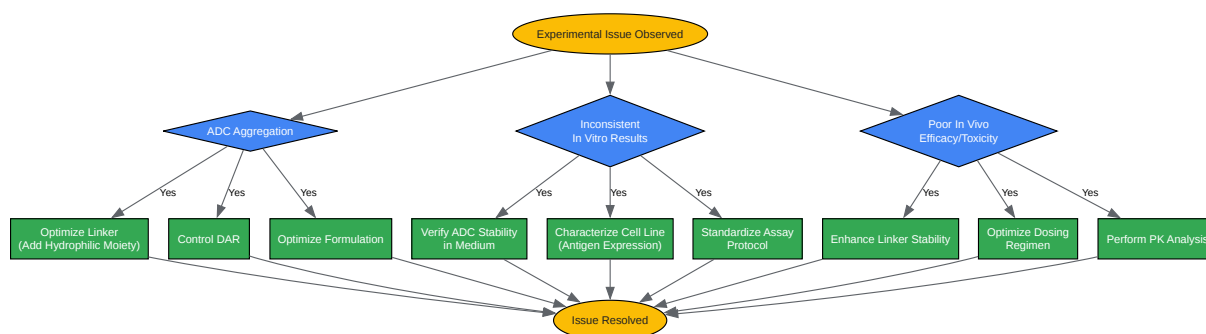 Experimental Issue Observed
ADC Aggregation
Inconsistent
In Vitro Results
Poor In Vivo
Efficacy/Toxicity
Yes
Yes
Yes
Yes
Yes
Yes
Yes
Yes
Yes
Optimize Linker
(Add Hydrophilic Moiety)
Control DAR
Optimize Formulation
Verify ADC Stability
in Medium
Characterize Cell Line
(Antigen Expression)
Standardize Assay
Protocol
Enhance Linker Stability
Optimize Dosing
Regimen
Perform PK Analysis
Issue Resolved